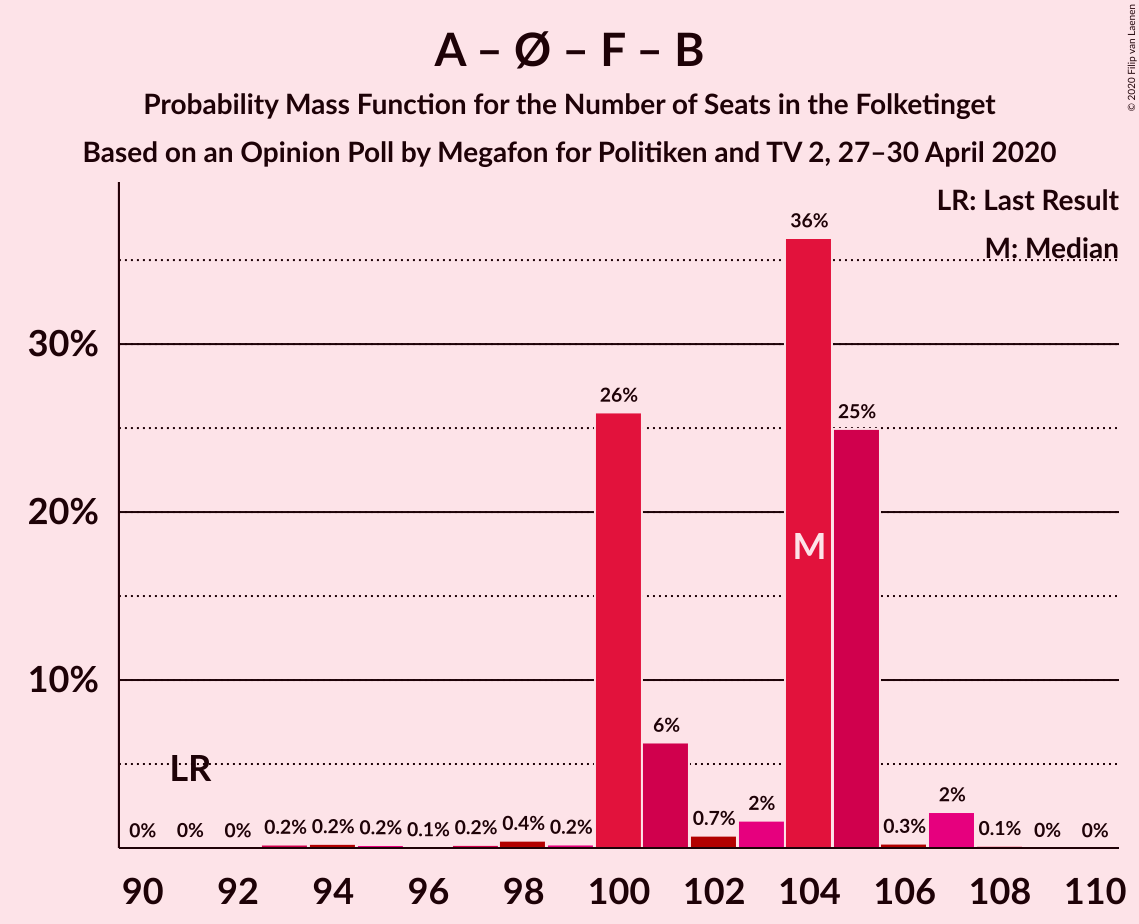 A – Ø – F – B
Probability Mass Function for the Number of Seats in the Folketinget
Based on an Opinion Poll by Megafon for Politiken and TV 2, 27–30 April 2020
© 2020 Filip van Laenen
LR: Last Result
M: Median
36%
30%
26%
25%
20%
M
10%
6%
LR
0% 0% 0% 0.2% 0.2% 0.2% 0.1% 0.2% 0.4% 0.2% 0.7% 2% 0.3% 2% 0.1% 0% 0%
90 92 94 96 98 100 102 104 106 108 110